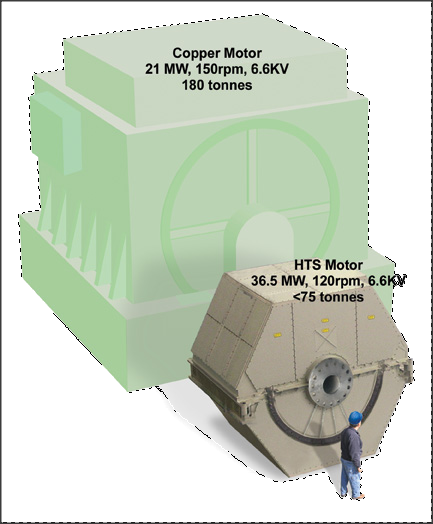 Copper Motor
21 MW, 150rpm, 6.6KV
180 tonnes
HTS Motor
36.5 MW, 120rpm, 6.6KV
<75 tonnes